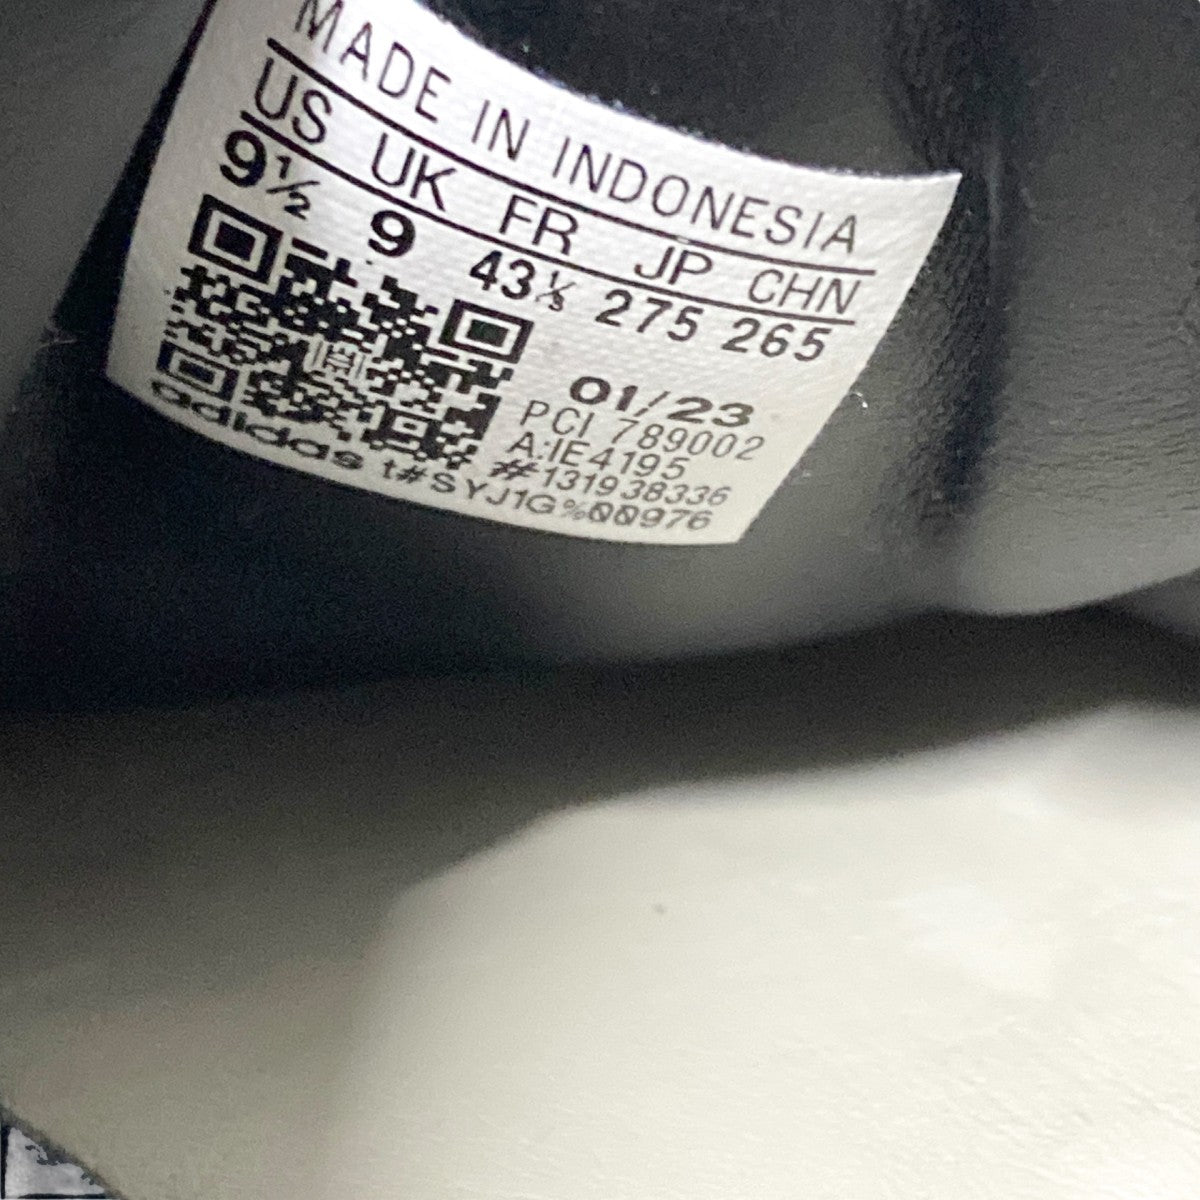 MADE IN INDONESIA
US UK FR JP CHN
9½ 9 43⅓ 275 265
01/23
PCI 789002
A:IE4195
#131938336
adidas t#SYJ1G%00976